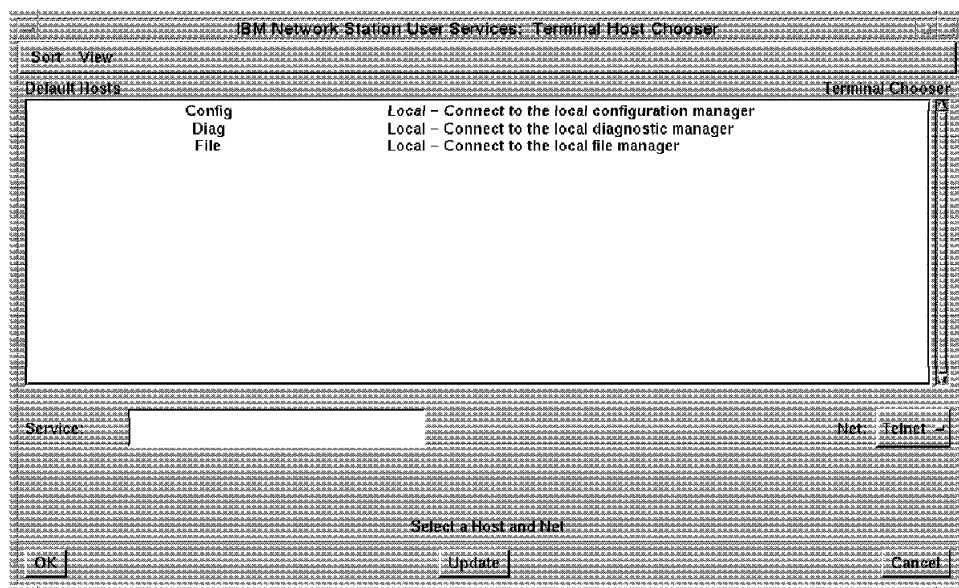 IBM Network Station User Services: Terminal Host Chooser
Sort View
Default Hosts Terminal Chooser
Config Local – Connect to the local configuration manager
Diag Local – Connect to the local diagnostic manager
File Local – Connect to the local file manager
Service: Net: Telnet
Select a Host and Net
OK Update Cancel